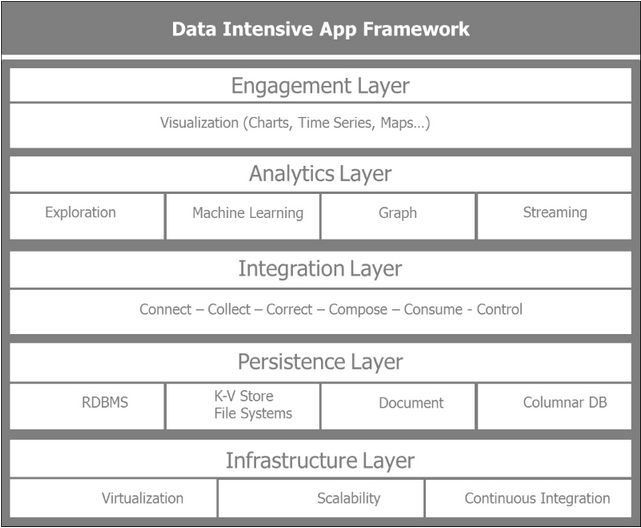 Data Intensive App Framework
Engagement Layer
Visualization (Charts, Time Series, Maps...)
Analytics Layer
Exploration
Machine Learning
Graph
Streaming
Integration Layer
Connect – Collect – Correct – Compose – Consume - Control
Persistence Layer
RDBMS
K-V Store
File Systems
Document
Columnar DB
Infrastructure Layer
Virtualization
Scalability
Continuous Integration